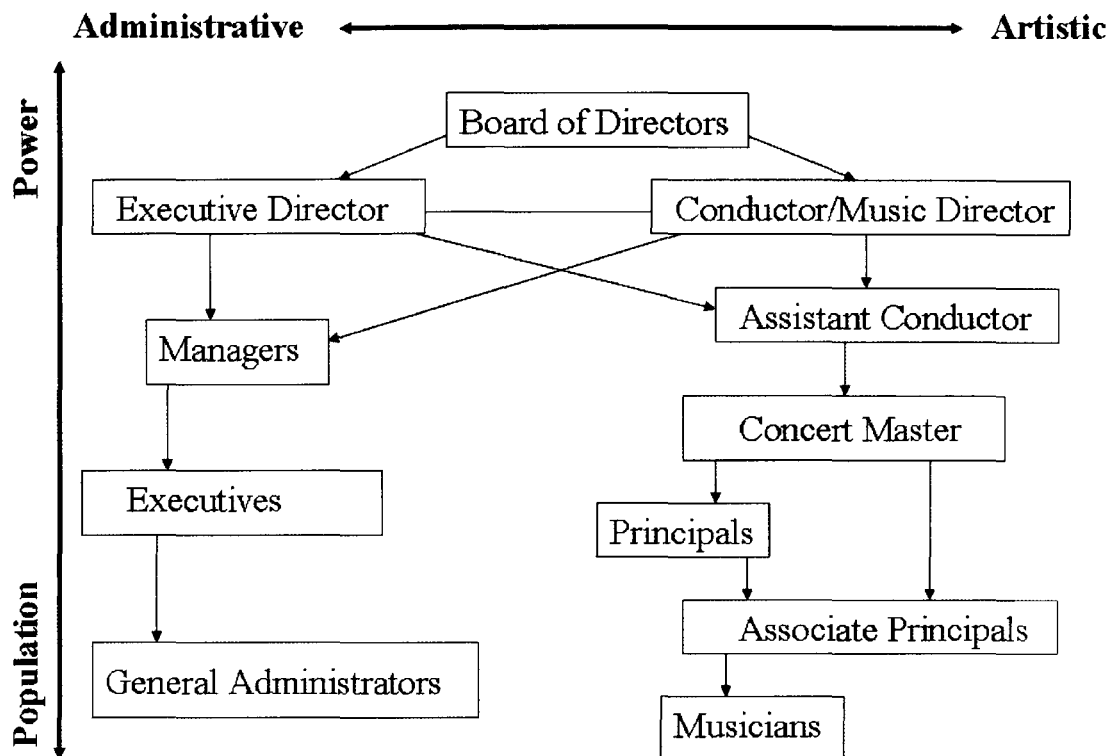 Administrative
Artistic
Power
Board of Directors
Executive Director
Conductor/Music Director
Assistant Conductor
Managers
Concert Master
Executives
Principals
Population
Associate Principals
General Administrators
Musicians